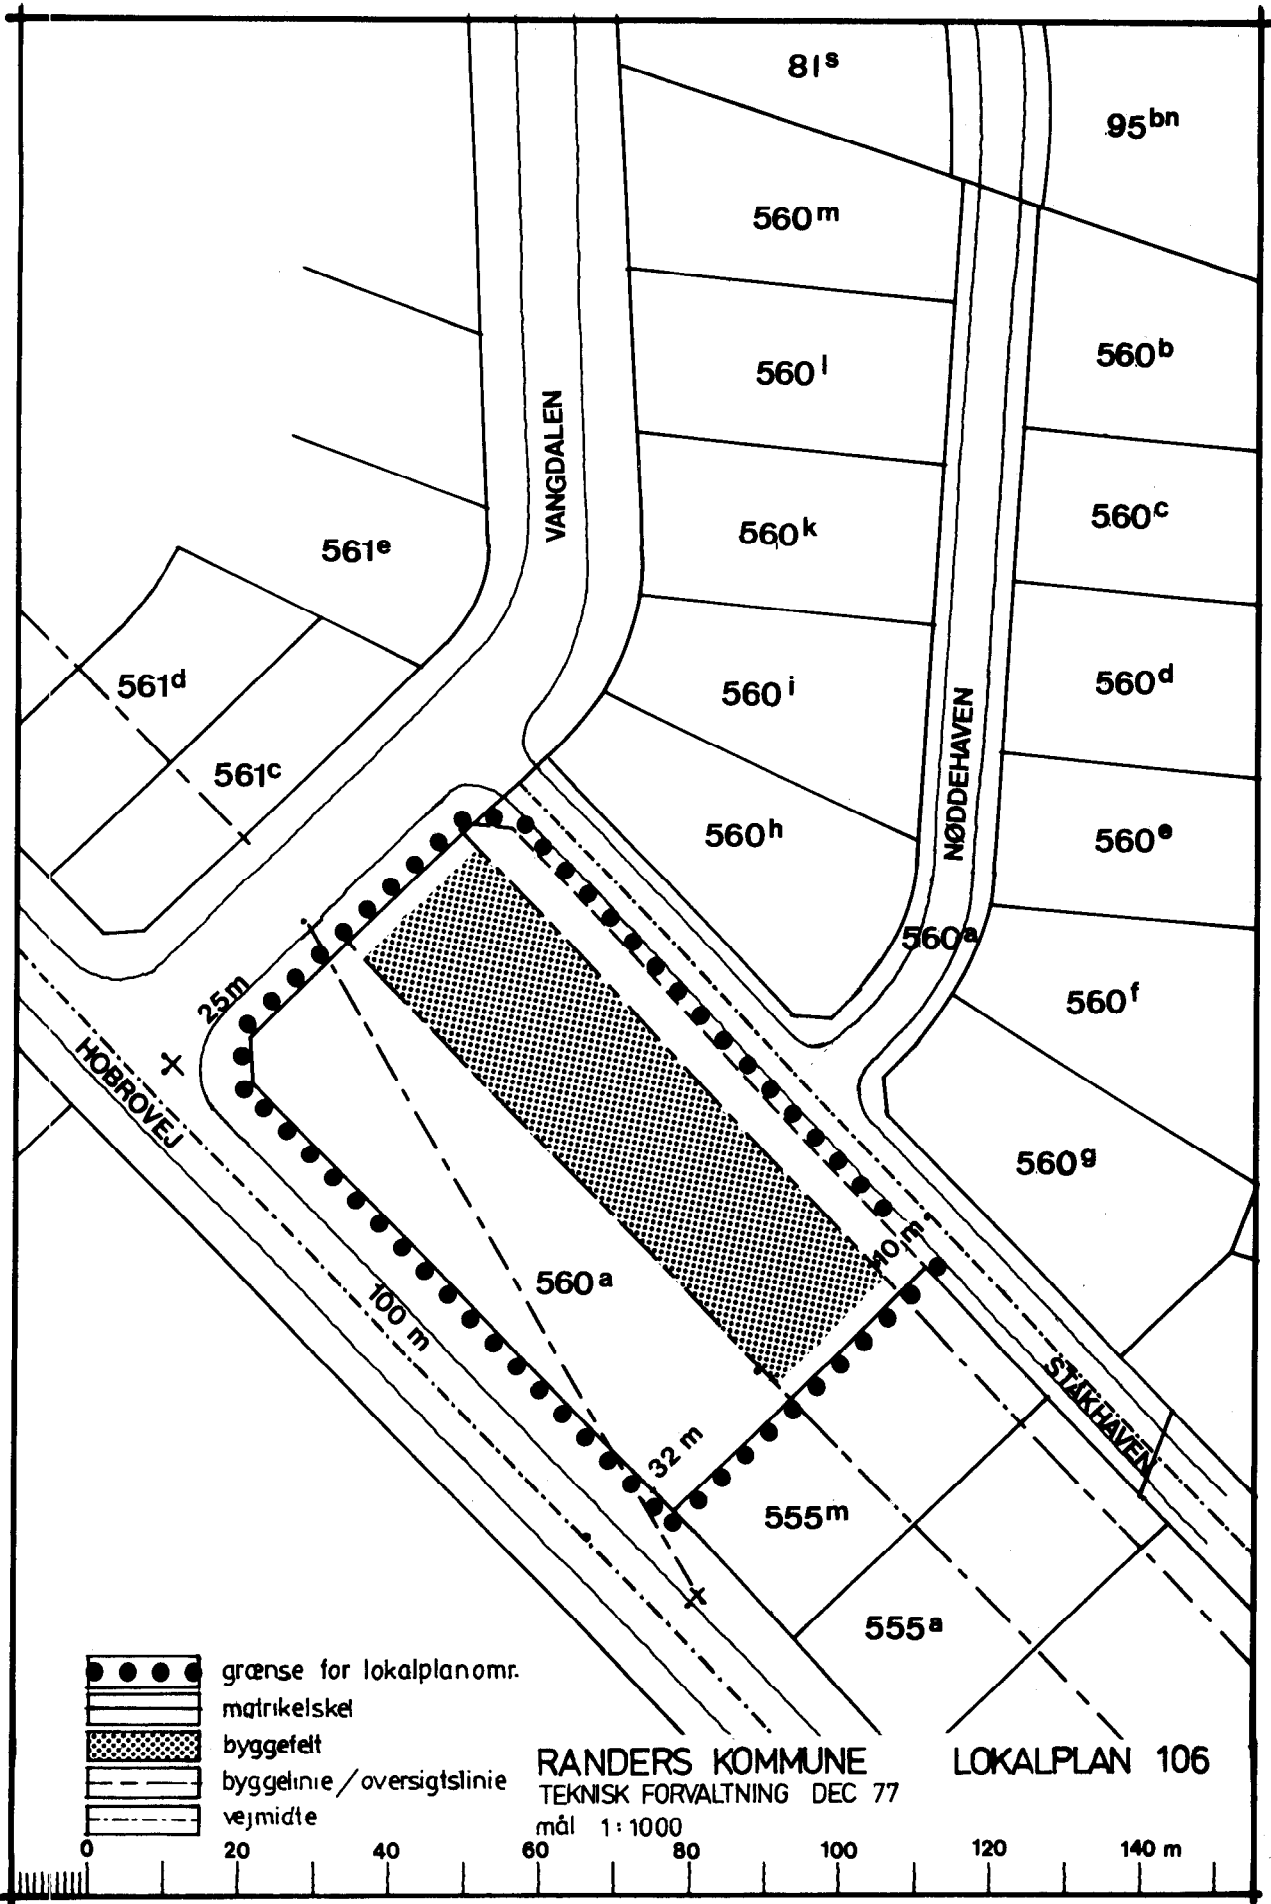 81s
95bn
560m
560b
560l
VANGDALEN
560k
560c
561e
561d
560i
560d
561c
NØDDEHAVEN
560h
560e
560a
25m
560f
HOBROVEJ
560g
110 m
560a
100 m
STAKHAVEN
32 m
555m
555a
grænse for lokalplanomr.
matrikelskel
byggefelt
byggelinie/oversigtslinie
vejmidte
RANDERS KOMMUNE LOKALPLAN 106
TEKNISK FORVALTNING DEC 77
mål 1:1000
0 20 40 60 80 100 120 140 m